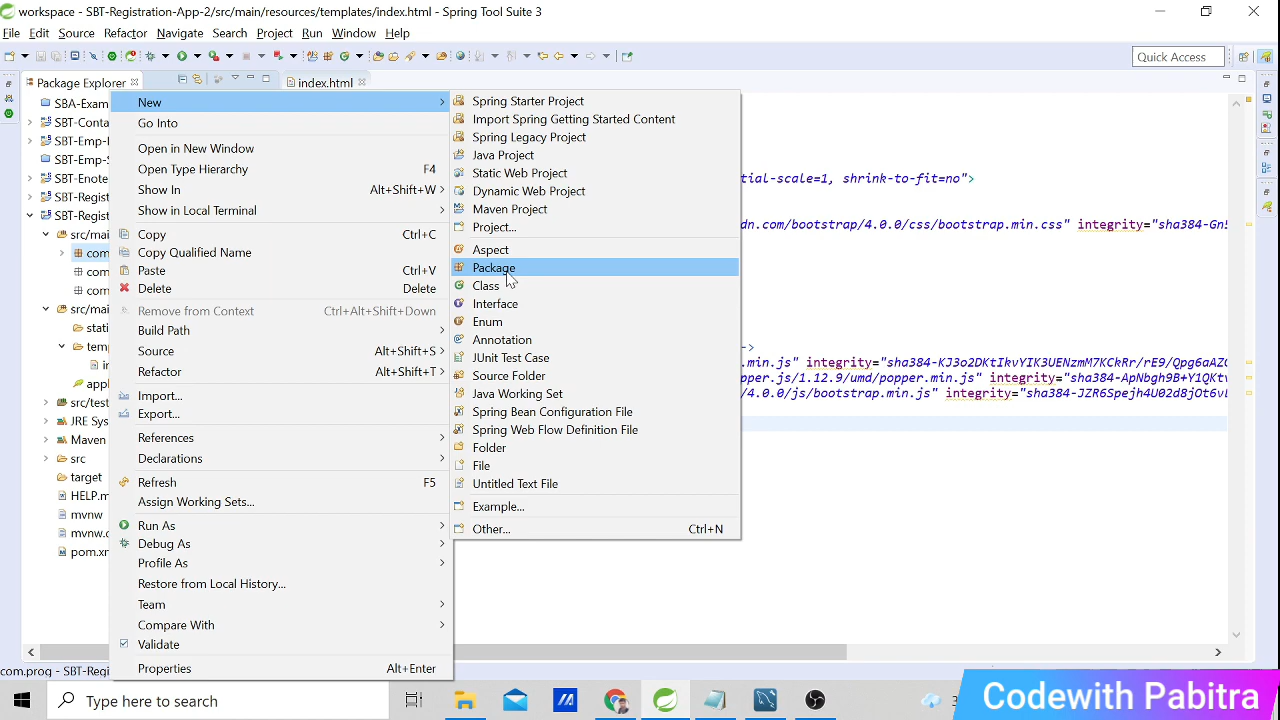 workspace - SBT-Registration-App-2/src/main/resources/templates/index.html - Spring Tool Suite 3
File Edit Source Refactor Navigate Search Project Run Window Help
Quick Access
Package Explorer
index.html
SBA-Exam
SBT-Conta
SBT-Emp-
SBT-Emp-S
SBT-Enote
SBT-Regist
SBT-Regist
src/mai
com
com
com
src/mai
stati
temp
in
appl
src/test
JRE Sys
Maven
src
target
HELP.m
mvnw
mvnw.c
pom.xm
New
Go Into
Open in New Window
Open Type Hierarchy F4
Show In Alt+Shift+W
Show in Local Terminal
Copy Ctrl+C
Copy Qualified Name
Paste Ctrl+V
Delete Delete
Remove from Context Ctrl+Alt+Shift+Down
Build Path
Source Alt+Shift+S
Refactor Alt+Shift+T
Import...
Export...
References
Declarations
Refresh F5
Assign Working Sets...
Run As
Debug As
Profile As
Restore from Local History...
Team
Compare With
Validate
Properties Alt+Enter
Spring Starter Project
Import Spring Getting Started Content
Spring Legacy Project
Java Project
Static Web Project
Dynamic Web Project
Maven Project
Project...
Aspect
Package
Class
Interface
Enum
Annotation
JUnit Test Case
Source Folder
Java Working Set
Spring Bean Configuration File
Spring Web Flow Definition File
Folder
File
Untitled Text File
Example...
Other... Ctrl+N
tial-scale=1, shrink-to-fit=no">
dn.com/bootstrap/4.0.0/css/bootstrap.min.css" integrity="sha384-Gn5
->
.min.js" integrity="sha384-KJ3o2DKtIkvYIK3UENzmM7KCkRr/rE9/Qpg6aAZG
pper.js/1.12.9/umd/popper.min.js" integrity="sha384-ApNbgh9B+Y1QKtv
/4.0.0/js/bootstrap.min.js" integrity="sha384-JZR6Spejh4U02d8jOt6vL
com.prog - SBT-Regist
Type here to search
Codewith Pabitra